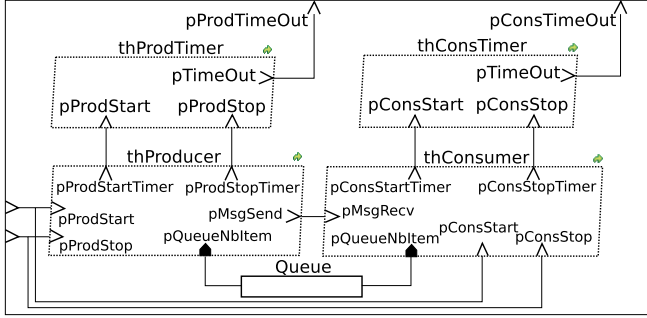 pProdTimeOut
pConsTimeOut
thProdTimer
thConsTimer
pTimeOut
pTimeOut
pProdStart
pProdStop
pConsStart
pConsStop
thProducer
thConsumer
pProdStartTimer
pProdStopTimer
pConsStartTimer
pConsStopTimer
pProdStart
pMsgSend
pMsgRecv
pProdStop
pQueueNbItem
pQueueNbItem
pConsStart
pConsStop
Queue